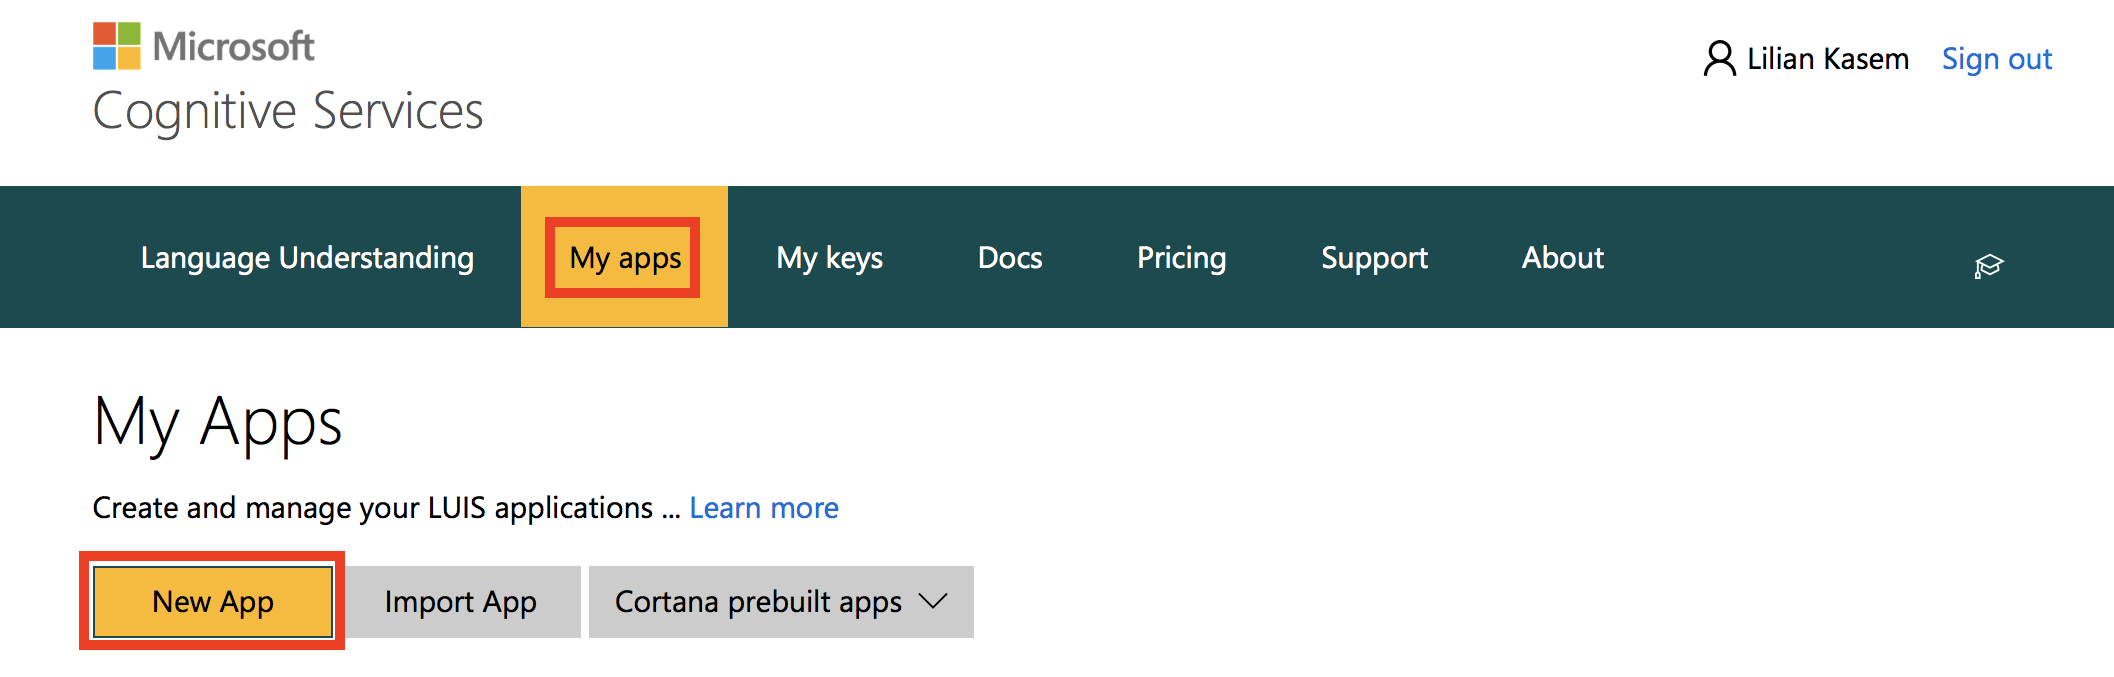 Microsoft
Cognitive Services
Lilian Kasem Sign out
Language Understanding My apps My keys Docs Pricing Support About
My Apps
Create and manage your LUIS applications ... Learn more
New App Import App Cortana prebuilt apps